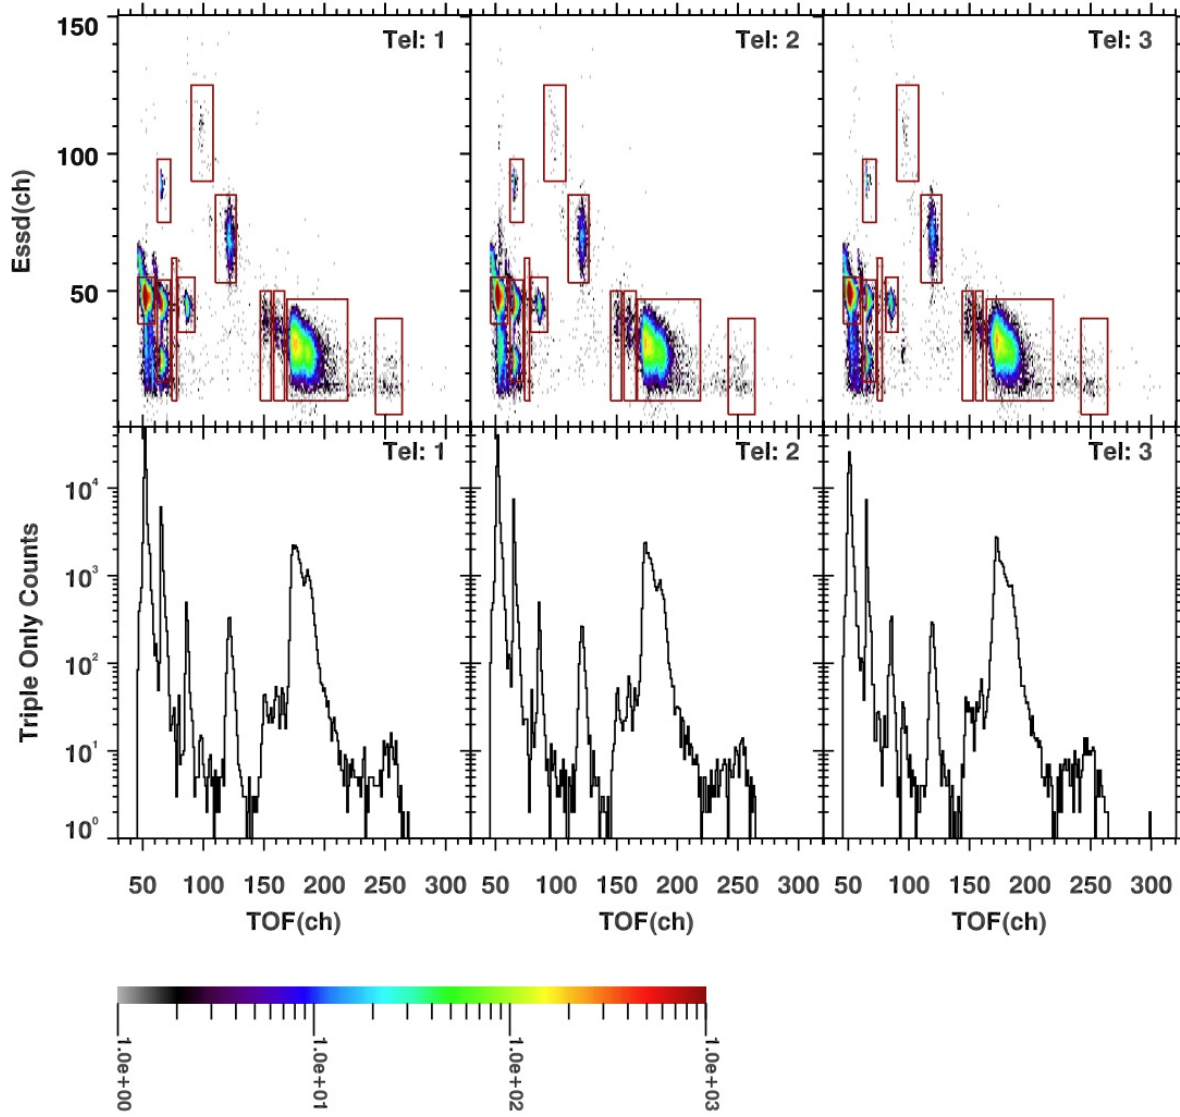 Tel: 1
Tel: 2
Tel: 3
150
100
50
Essd(ch)
Tel: 1
Tel: 2
Tel: 3
10⁴
10³
10²
10¹
10⁰
Triple Only Counts
50 100 150 200 250 300
50 100 150 200 250 300
50 100 150 200 250 300
TOF(ch)
TOF(ch)
TOF(ch)
1.0e+00
1.0e+01
1.0e+02
1.0e+03